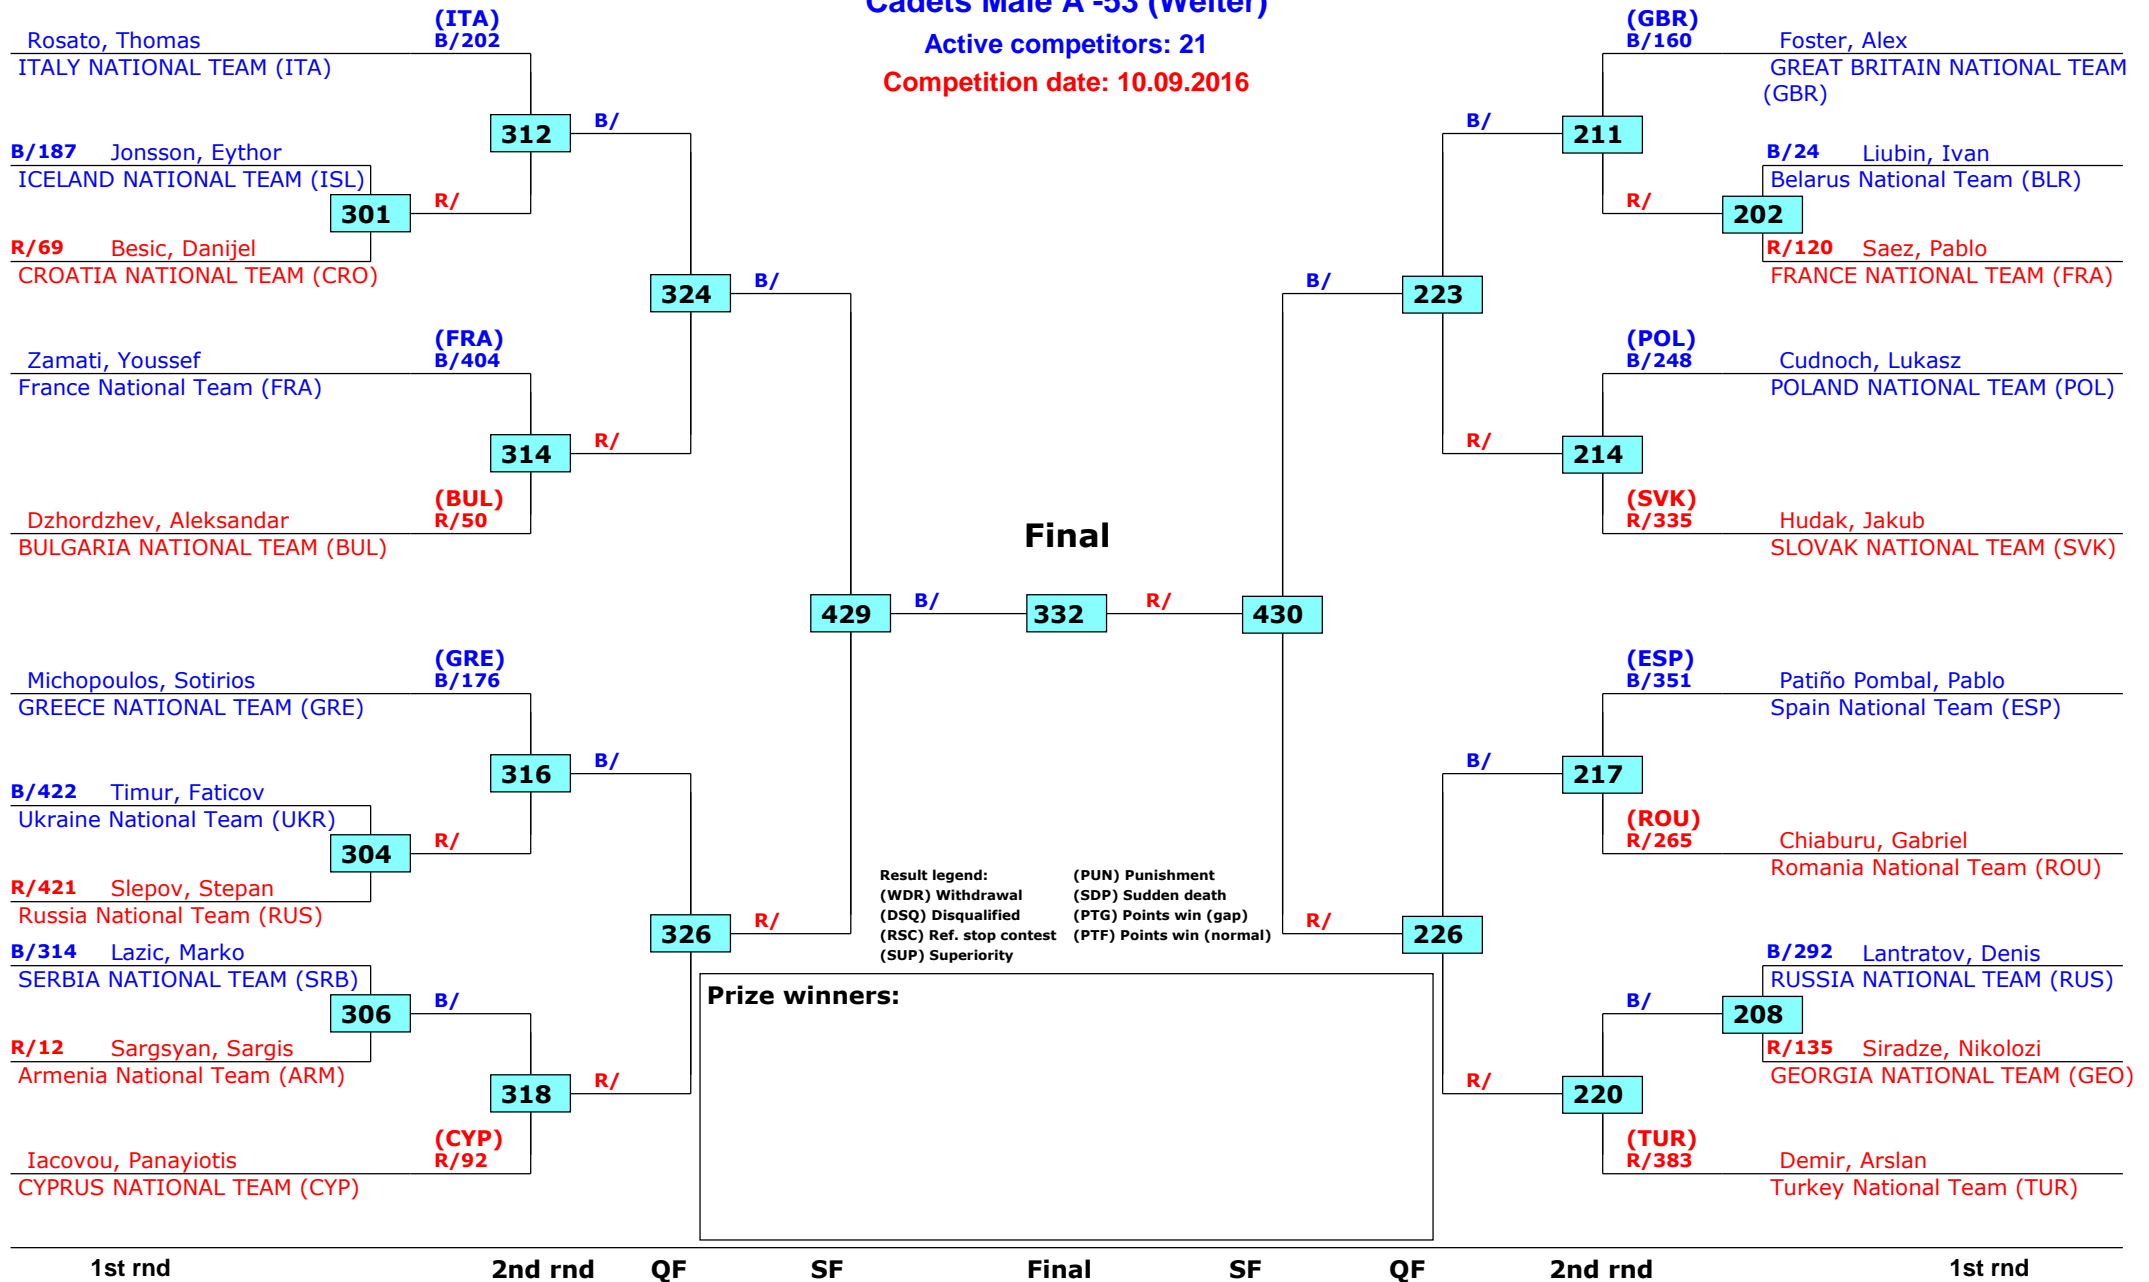 Cadets Male A -53 (Welter)
Active competitors: 21
Competition date: 10.09.2016
(ITA)
Rosato, Thomas B/202
ITALY NATIONAL TEAM (ITA)
312
B/
B/187 Jonsson, Eythor
ICELAND NATIONAL TEAM (ISL)
301
R/
R/69 Besic, Danijel
CROATIA NATIONAL TEAM (CRO)
324
B/
(FRA)
Zamati, Youssef B/404
France National Team (FRA)
314
R/
(BUL)
Dzhordzhev, Aleksandar R/50
BULGARIA NATIONAL TEAM (BUL)
429
B/
(GRE)
Michopoulos, Sotirios B/176
GREECE NATIONAL TEAM (GRE)
316
B/
B/422 Timur, Faticov
Ukraine National Team (UKR)
304
R/
R/421 Slepov, Stepan
Russia National Team (RUS)
326
R/
B/314 Lazic, Marko
SERBIA NATIONAL TEAM (SRB)
306
B/
R/12 Sargsyan, Sargis
Armenia National Team (ARM)
318
R/
(CYP)
Iacovou, Panayiotis R/92
CYPRUS NATIONAL TEAM (CYP)
Final
332
R/
430
(GBR)
B/160 Foster, Alex
GREAT BRITAIN NATIONAL TEAM
(GBR)
B/
211
B/24 Liubin, Ivan
Belarus National Team (BLR)
R/
202
R/120 Saez, Pablo
FRANCE NATIONAL TEAM (FRA)
B/
223
(POL)
B/248 Cudnoch, Lukasz
POLAND NATIONAL TEAM (POL)
R/
214
(SVK)
R/335 Hudak, Jakub
SLOVAK NATIONAL TEAM (SVK)
(ESP)
B/351 Patiño Pombal, Pablo
Spain National Team (ESP)
B/
217
(ROU)
R/265 Chiaburu, Gabriel
Romania National Team (ROU)
R/
226
B/292 Lantratov, Denis
RUSSIA NATIONAL TEAM (RUS)
B/
208
R/135 Siradze, Nikolozi
GEORGIA NATIONAL TEAM (GEO)
R/
220
(TUR)
R/383 Demir, Arslan
Turkey National Team (TUR)
Result legend: (PUN) Punishment
(WDR) Withdrawal (SDP) Sudden death
(DSQ) Disqualified (PTG) Points win (gap)
(RSC) Ref. stop contest (PTF) Points win (normal)
(SUP) Superiority
Prize winners:
1st rnd 2nd rnd QF SF Final SF QF 2nd rnd 1st rnd